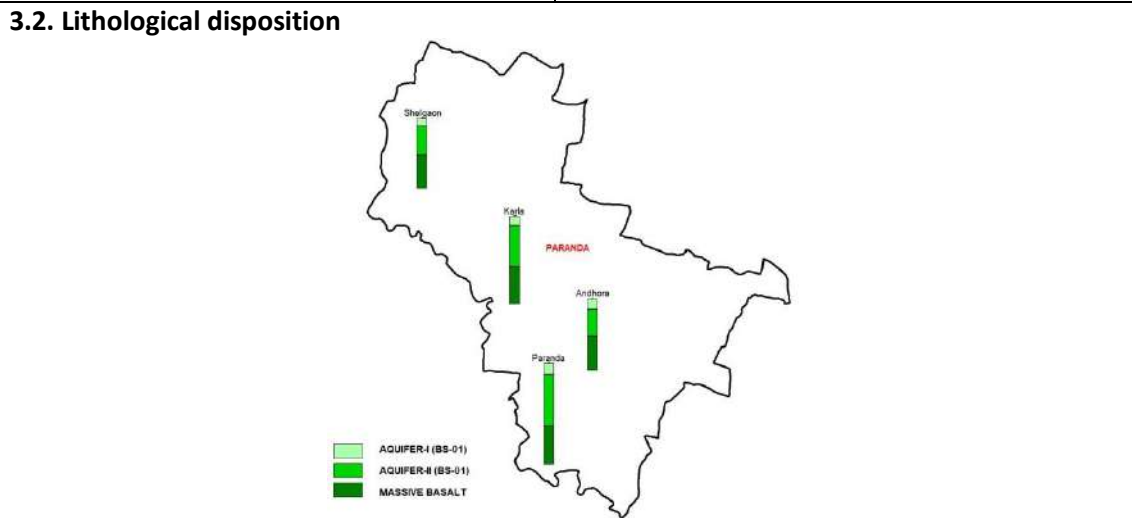 3.2. Lithological disposition
Shelgaon
Karla
PARANDA
Andhora
Paranda
AQUIFER-I (BS-01)
AQUIFER-II (BS-01)
MASSIVE BASALT